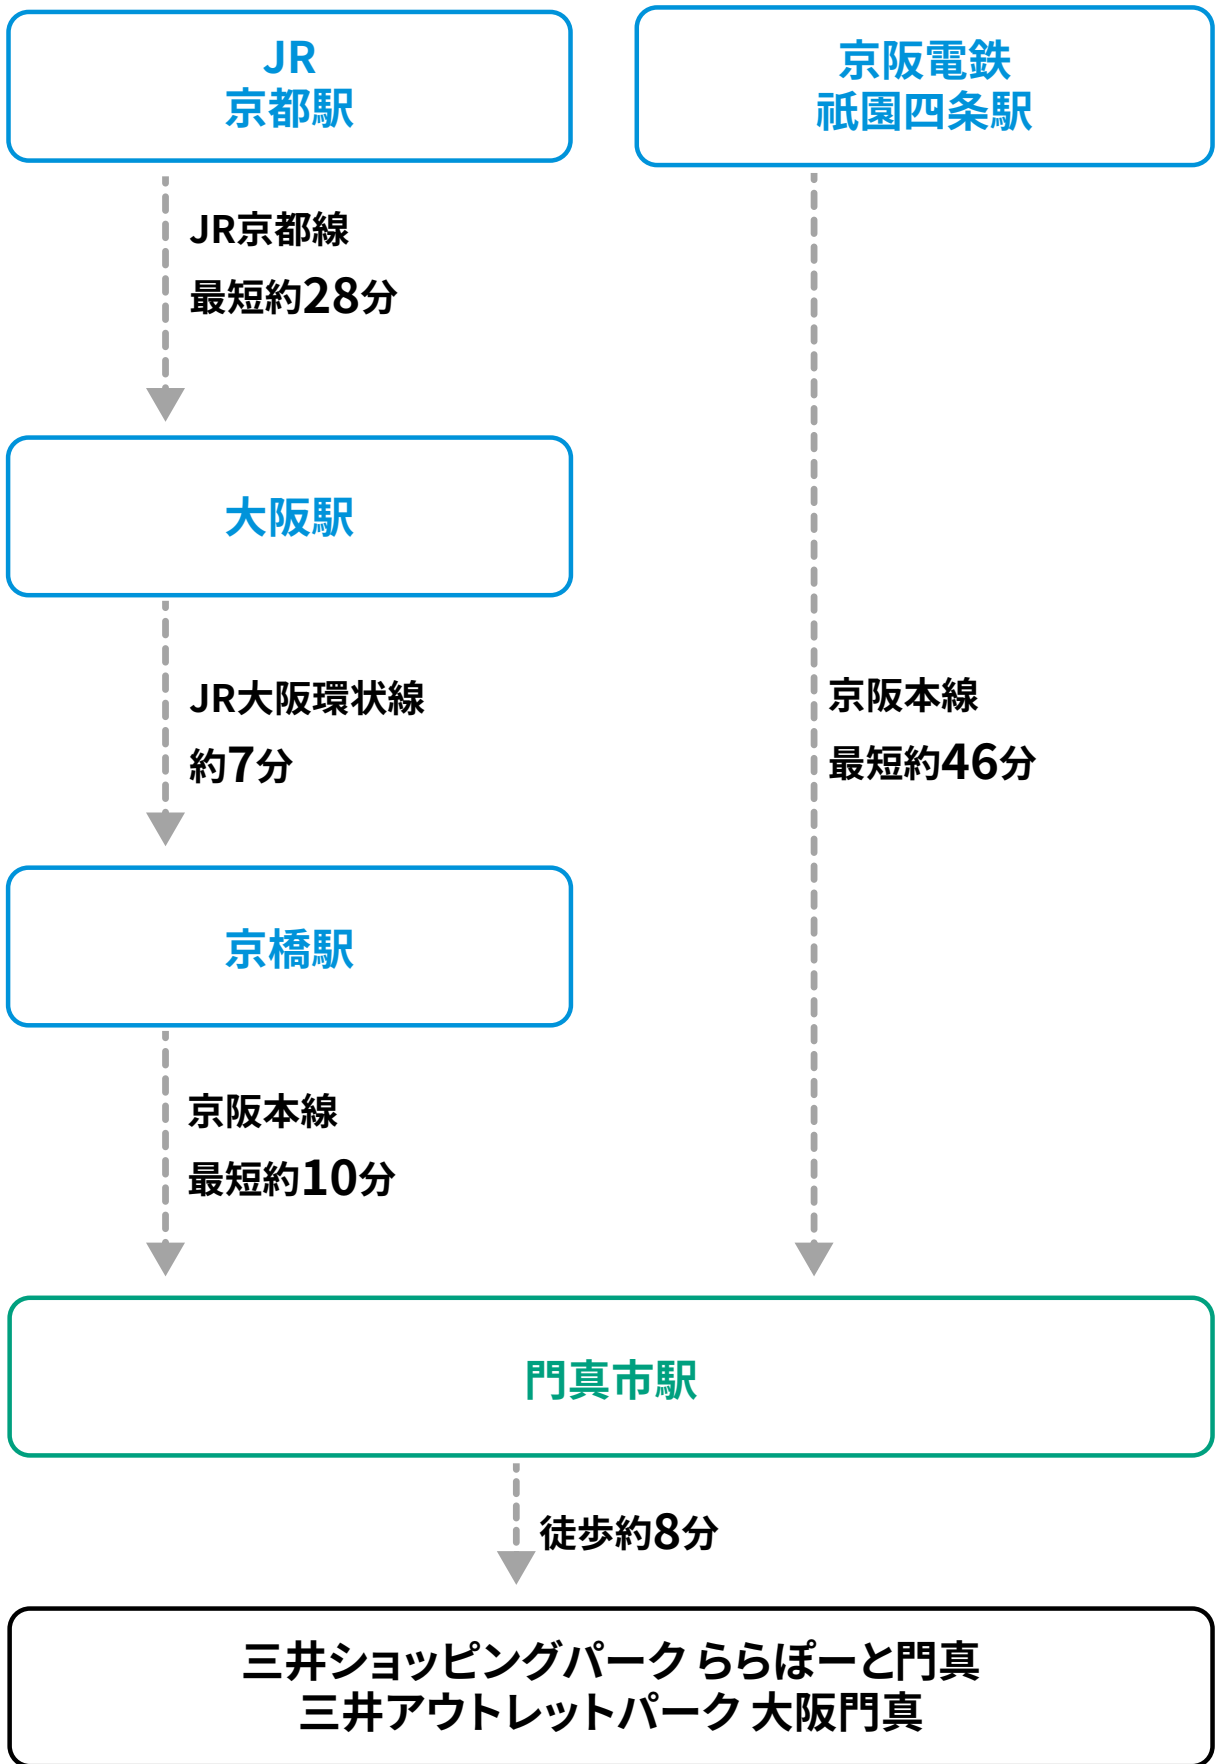 JR
京都駅
京阪電鉄
祇園四条駅
JR京都線
最短約28分
大阪駅
JR大阪環状線
約7分
京阪本線
最短約46分
京橋駅
京阪本線
最短約10分
門真市駅
徒歩約8分
三井ショッピングパーク ららぽーと門真
三井アウトレットパーク 大阪門真